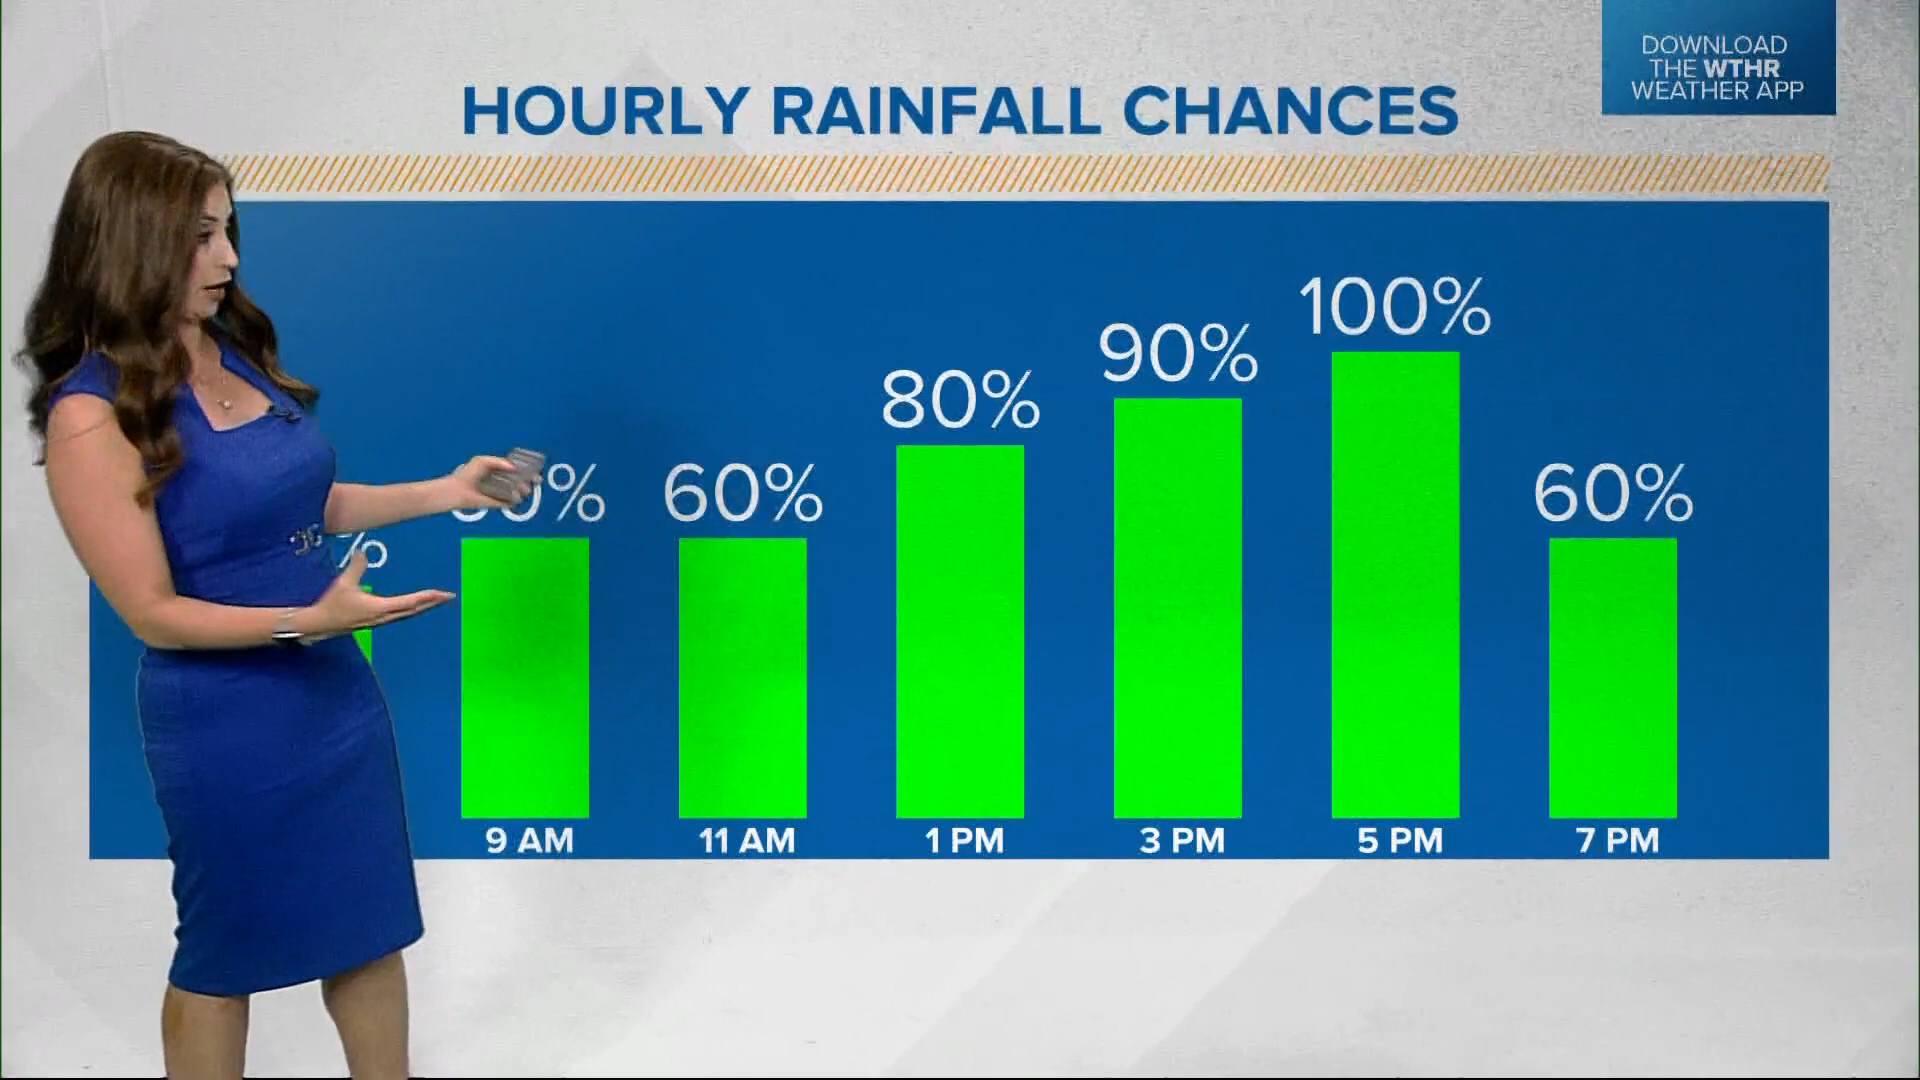 DOWNLOAD
THE WTHR
WEATHER APP
HOURLY RAINFALL CHANCES
60%
80%
90%
100%
60%
9 AM
11 AM
1 PM
3 PM
5 PM
7 PM